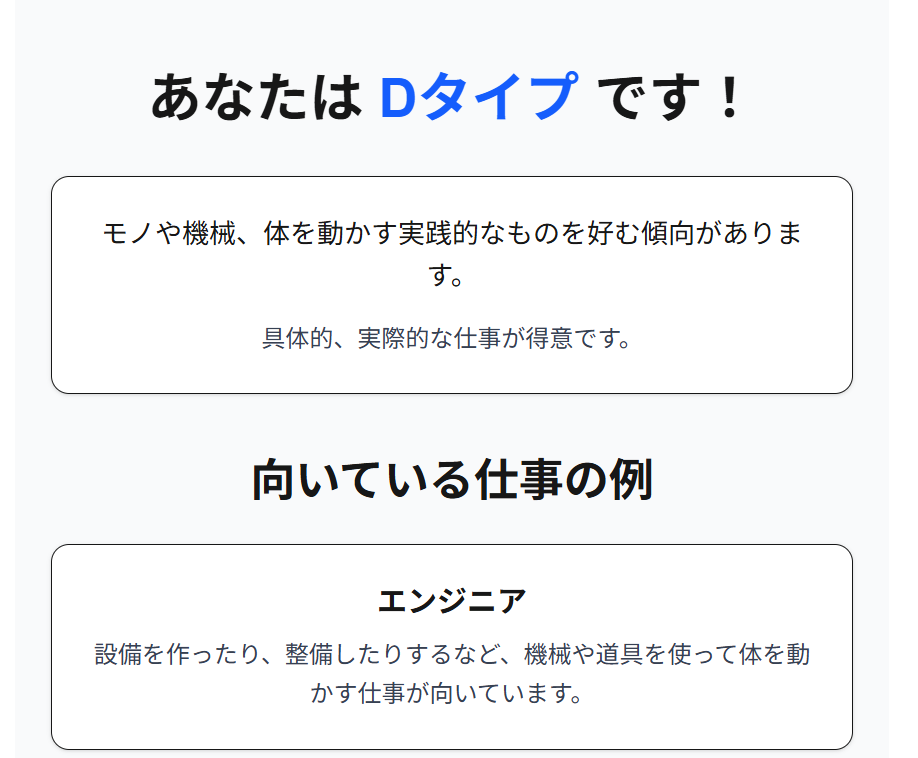 あなたは Dタイプ です！
モノや機械、体を動かす実践的なものを好む傾向がありま
す。
具体的、実際的な仕事が得意です。
向いている仕事の例
エンジニア
設備を作ったり、整備したりするなど、機械や道具を使って体を動
かす仕事が向いています。